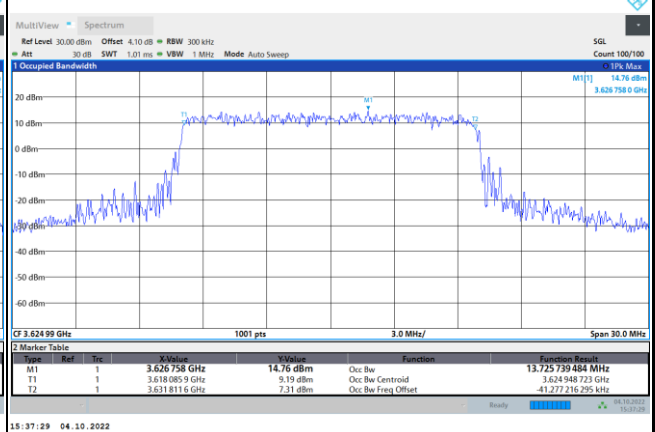 MultiView Spectrum
Ref Level 30.00 dBm Offset 4.10 dB RBW 300 kHz SGL
Att 30 dB SWT 1.01 ms VBW 1 MHz Mode Auto Sweep Count 100/100
1 Occupied Bandwidth 1Pk Max
M1[1] 14.76 dBm
3.626 758 0 GHz
20 dBm
M1
T1
T2
10 dBm
0 dBm
-10 dBm
-20 dBm
-30 dBm
-40 dBm
-50 dBm
-60 dBm
CF 3.624 99 GHz 1001 pts 3.0 MHz/ Span 30.0 MHz
2 Marker Table
Type Ref Trc X-Value Y-Value Function Function Result
M1 1 3.626 758 GHz 14.76 dBm Occ Bw 13.725 739 484 MHz
T1 1 3.618 085 9 GHz 9.19 dBm Occ Bw Centroid 3.624 948 723 GHz
T2 1 3.631 811 6 GHz 7.31 dBm Occ Bw Freq Offset -41.277 216 295 kHz
Ready 04.10.2022
15:37:29
15:37:29 04.10.2022